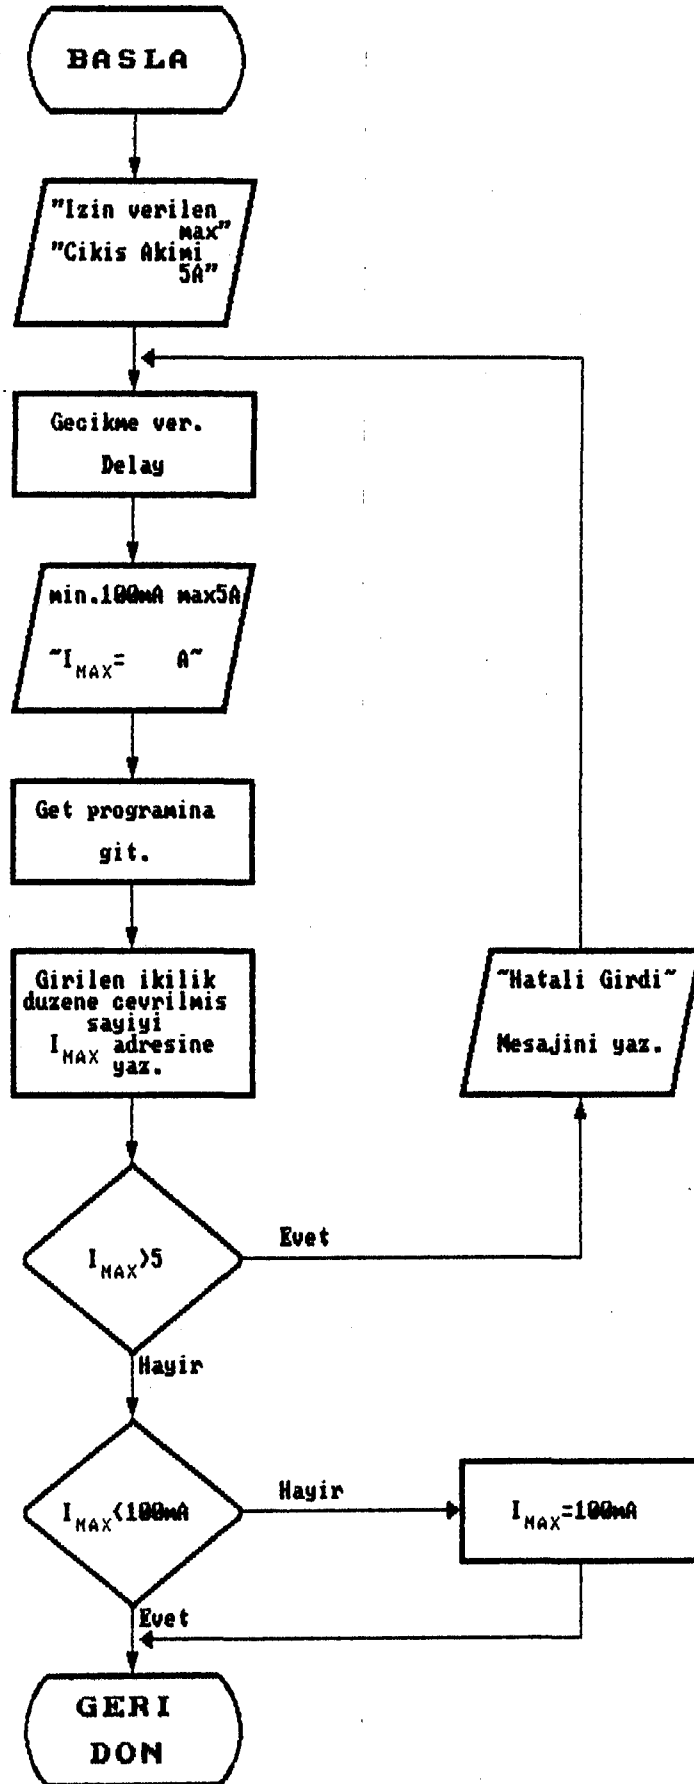 BASLA
"Izin verilen
max"
"Cikis Akimi
5A"
Gecikme ver.
Delay
min.100mA max5A
"IMAX= A"
Get programina
git.
Girilen ikilik
duzene cevrilmis
sayiyi
IMAX adresine
yaz.
"Hatali Girdi"
Mesajini yaz.
IMAX>5
Evet
Hayir
IMAX<100mA
Hayir
IMAX=100mA
Evet
GERI
DON